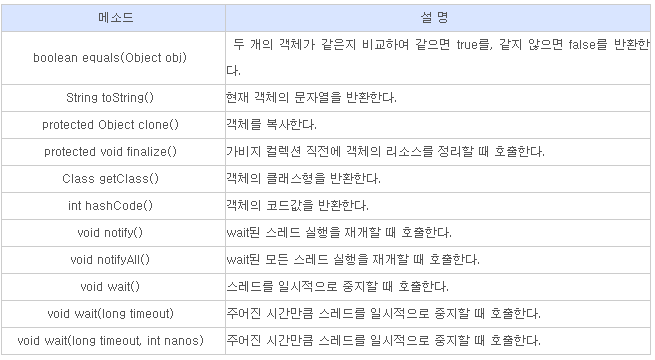 메소드 설 명
boolean equals(Object obj) 두 개의 객체가 같은지 비교하여 같으면 true를, 같지 않으면 false를 반환한
다.
String toString() 현재 객체의 문자열을 반환한다.
protected Object clone() 객체를 복사한다.
protected void finalize() 가비지 컬렉션 직전에 객체의 리소스를 정리할 때 호출한다.
Class getClass() 객체의 클래스형을 반환한다.
int hashCode() 객체의 코드값을 반환한다.
void notify() wait된 스레드 실행을 재개할 때 호출한다.
void notifyAll() wait된 모든 스레드 실행을 재개할 때 호출한다.
void wait() 스레드를 일시적으로 중지할 때 호출한다.
void wait(long timeout) 주어진 시간만큼 스레드를 일시적으로 중지할 때 호출한다.
void wait(long timeout, int nanos) 주어진 시간만큼 스레드를 일시적으로 중지할 때 호출한다.